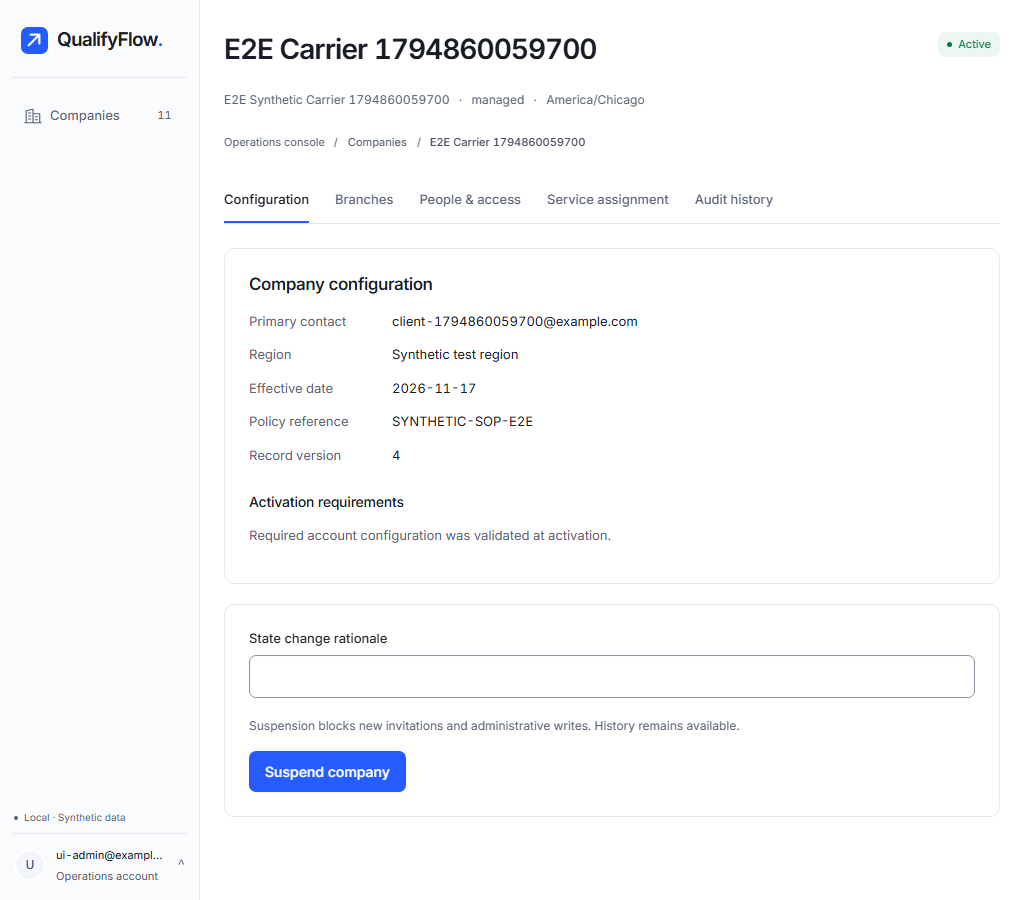 QualifyFlow.
Companies 11
Local · Synthetic data
U
ui-admin@exampl... ^
Operations account
E2E Carrier 1794860059700
Active
E2E Synthetic Carrier 1794860059700 · managed · America/Chicago
Operations console / Companies / E2E Carrier 1794860059700
Configuration Branches People & access Service assignment Audit history
Company configuration
Primary contact client-1794860059700@example.com
Region Synthetic test region
Effective date 2026-11-17
Policy reference SYNTHETIC-SOP-E2E
Record version 4
Activation requirements
Required account configuration was validated at activation.
State change rationale
Suspension blocks new invitations and administrative writes. History remains available.
Suspend company